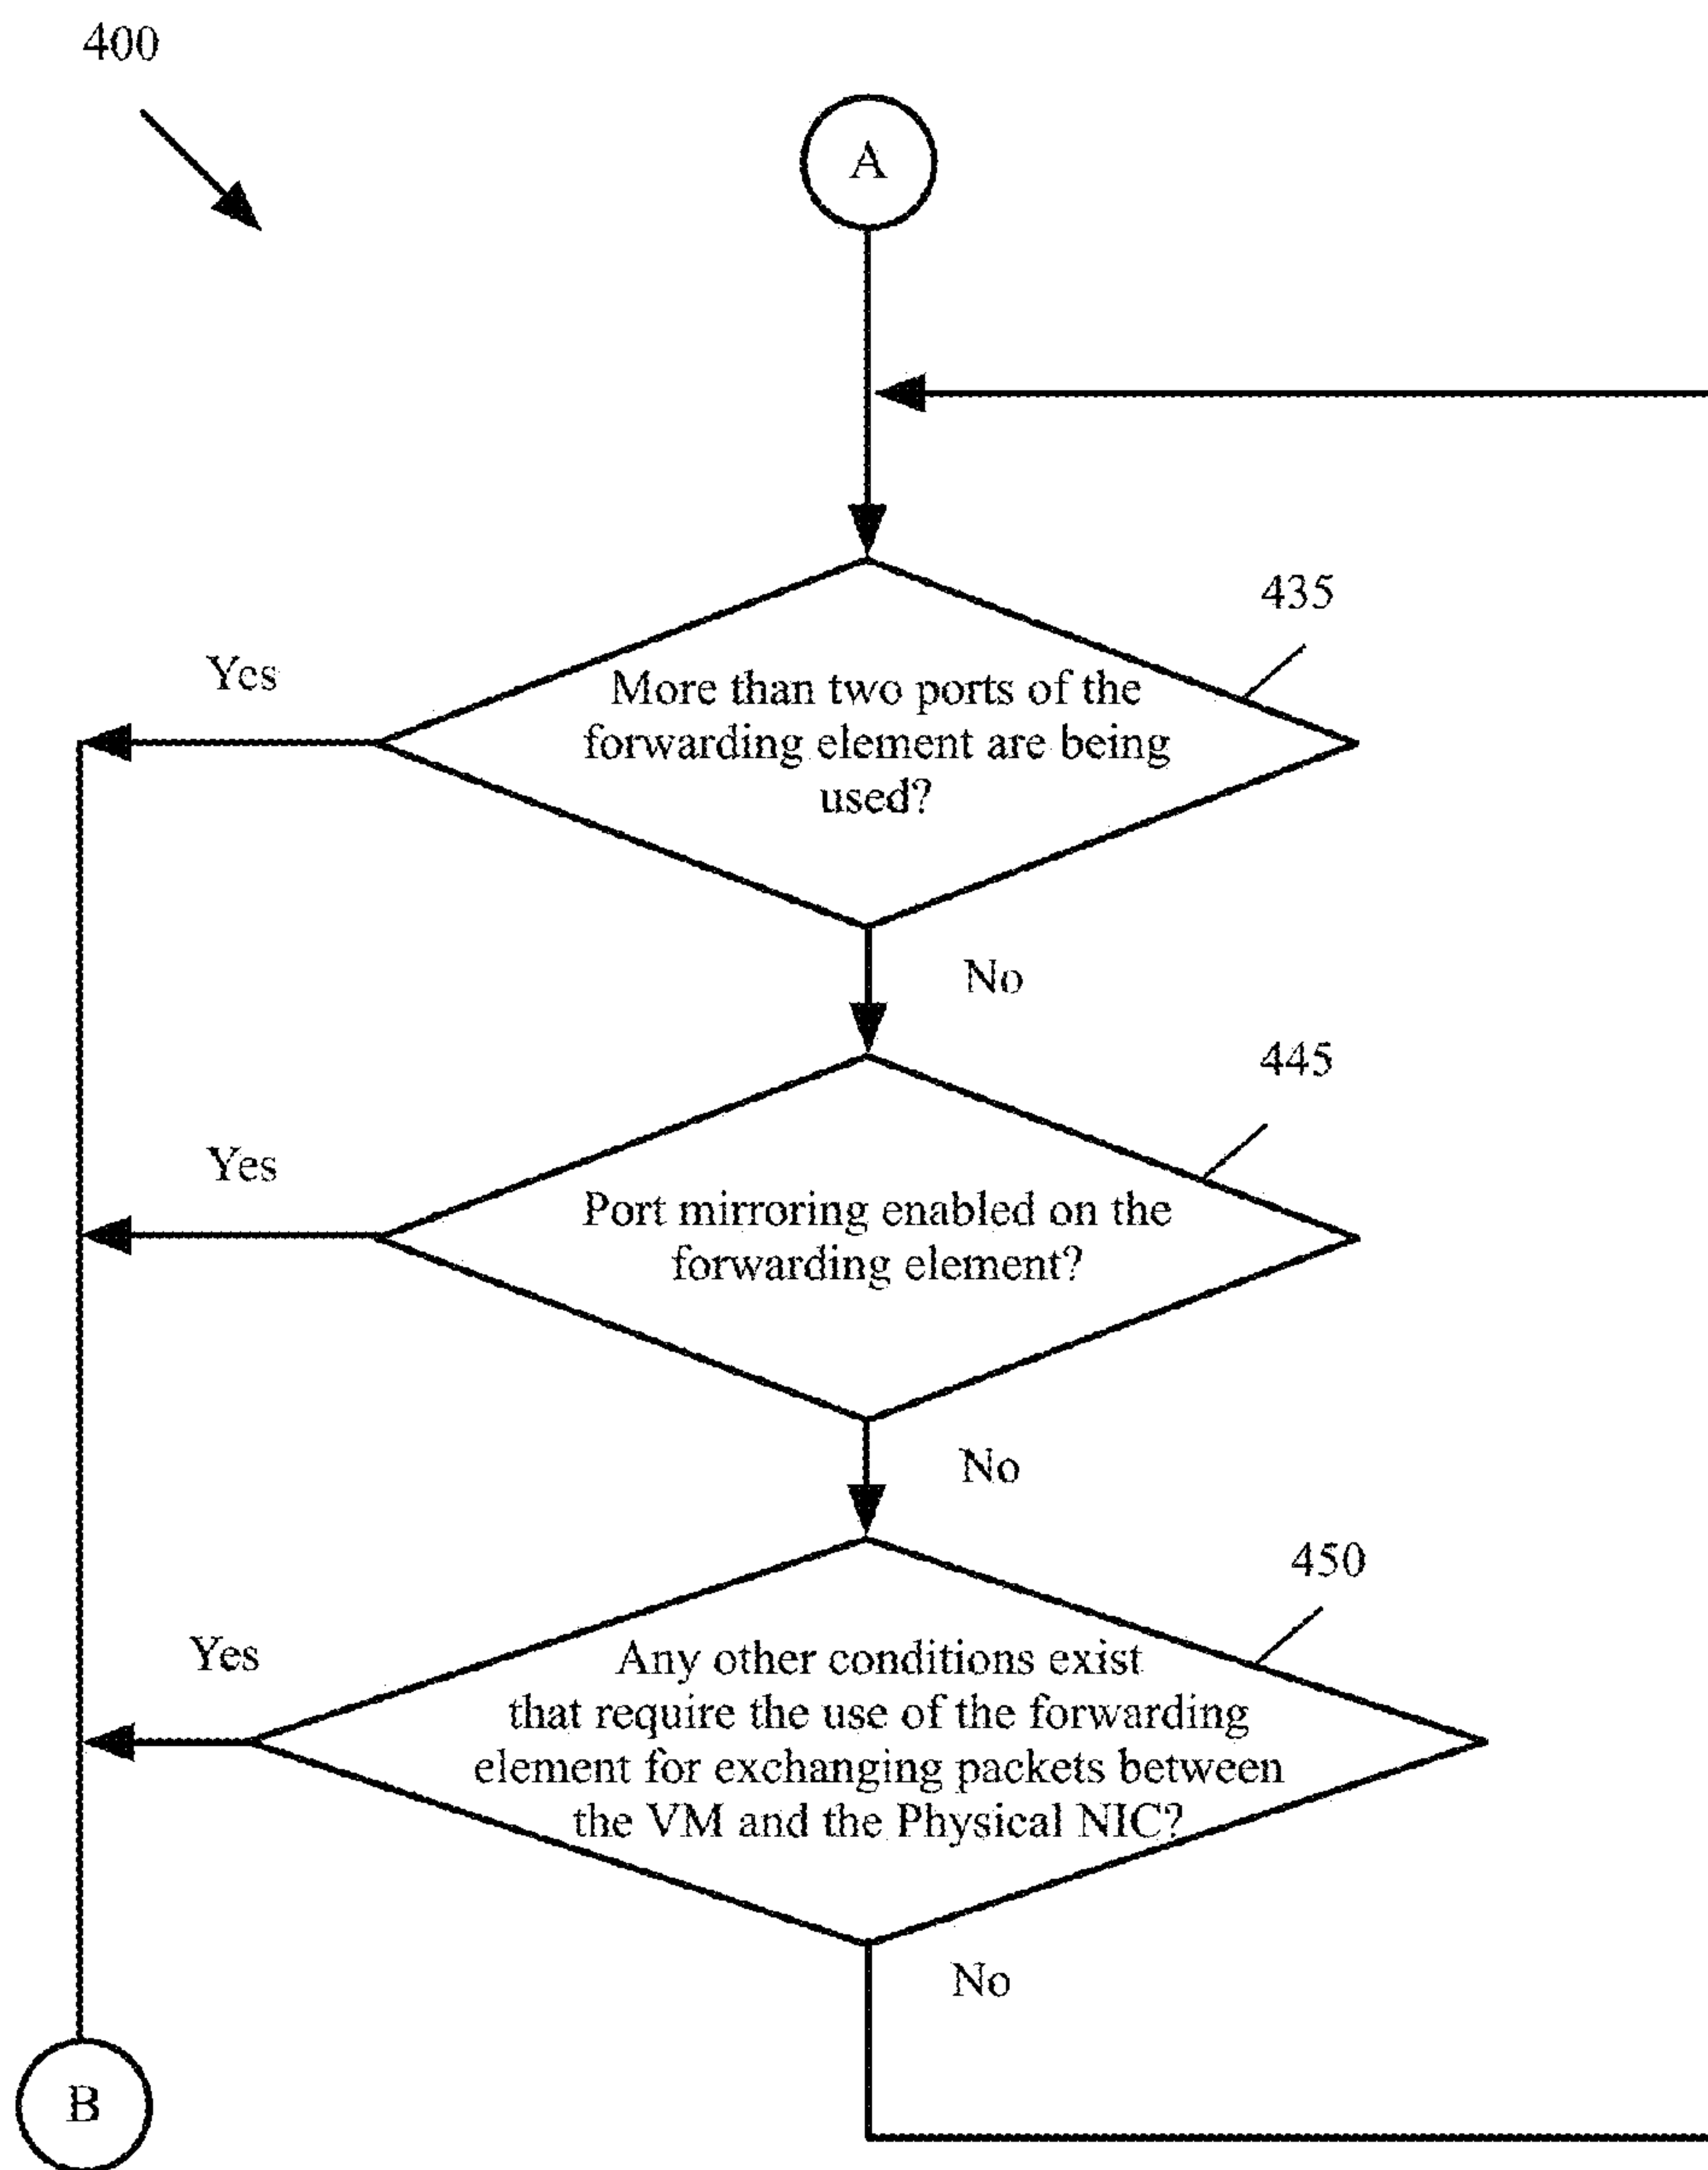 400
A
435
Yes
More than two ports of the
forwarding element are being
used?
No
445
Yes
Port mirroring enabled on the
forwarding element?
No
450
Yes
Any other conditions exist
that require the use of the forwarding
element for exchanging packets between
the VM and the Physical NIC?
No
B